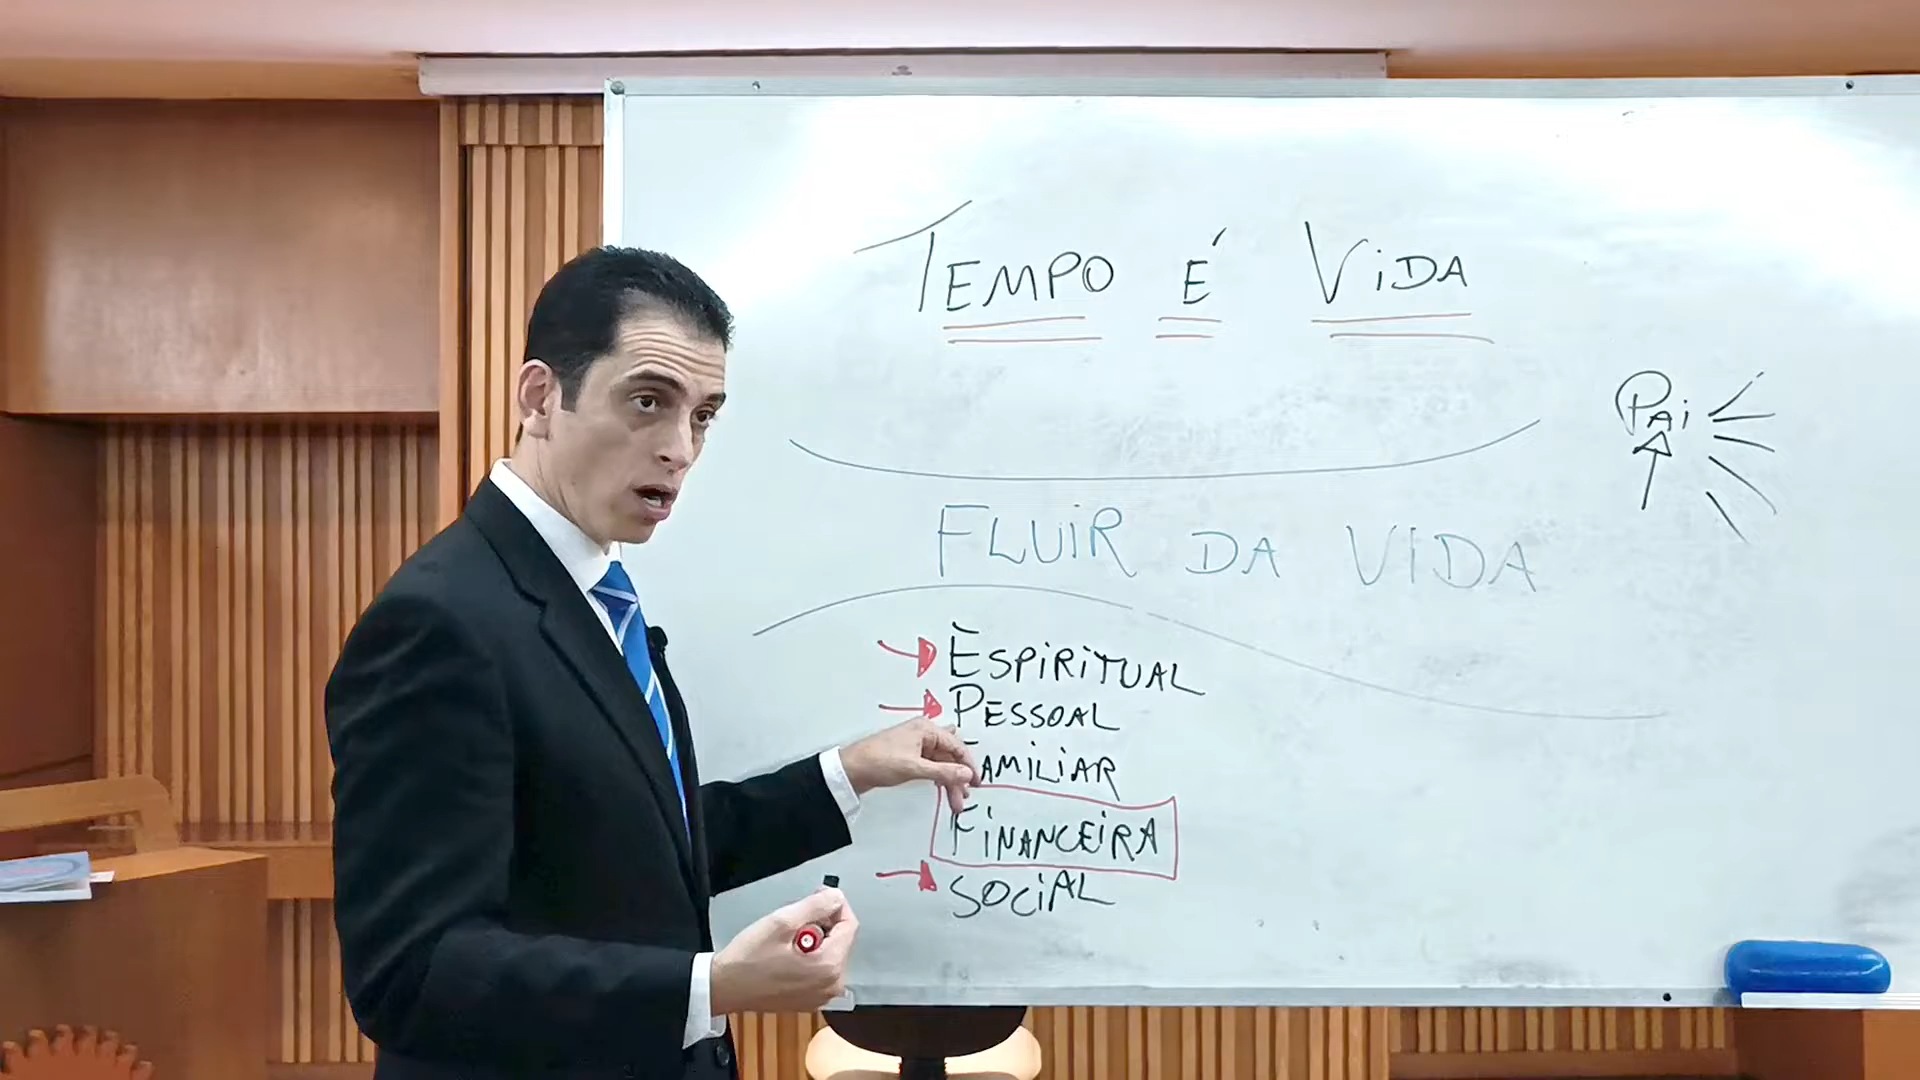 TEMPO É VIDA
PAi
FLUiR DA ViDA
ESPiRiTUAL
PESSOAL
FAMiLiAR
FiNANCEiRA
SOCiAL